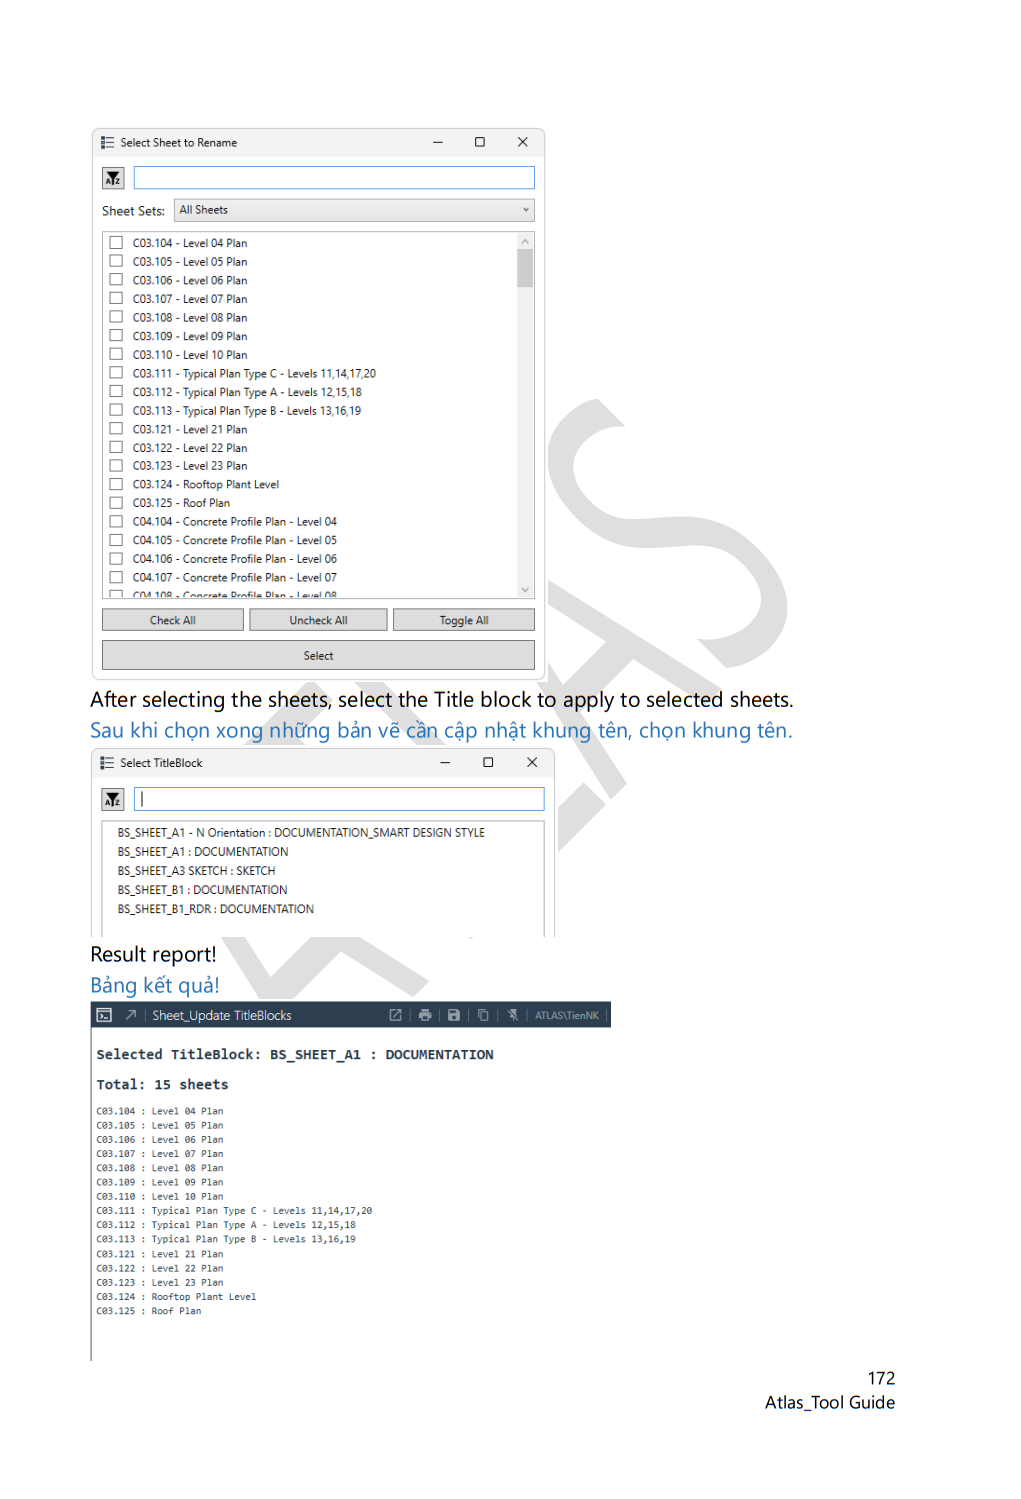 Select Sheet to Rename
Sheet Sets: All Sheets
C03.104 - Level 04 Plan
C03.105 - Level 05 Plan
C03.106 - Level 06 Plan
C03.107 - Level 07 Plan
C03.108 - Level 08 Plan
C03.109 - Level 09 Plan
C03.110 - Level 10 Plan
C03.111 - Typical Plan Type C - Levels 11,14,17,20
C03.112 - Typical Plan Type A - Levels 12,15,18
C03.113 - Typical Plan Type B - Levels 13,16,19
C03.121 - Level 21 Plan
C03.122 - Level 22 Plan
C03.123 - Level 23 Plan
C03.124 - Rooftop Plant Level
C03.125 - Roof Plan
C04.104 - Concrete Profile Plan - Level 04
C04.105 - Concrete Profile Plan - Level 05
C04.106 - Concrete Profile Plan - Level 06
C04.107 - Concrete Profile Plan - Level 07
C04.108 - Concrete Profile Plan - Level 08
Check All Uncheck All Toggle All
Select
After selecting the sheets, select the Title block to apply to selected sheets.
Sau khi chọn xong những bản vẽ cần cập nhật khung tên, chọn khung tên.
Select TitleBlock
BS_SHEET_A1 - N Orientation : DOCUMENTATION_SMART DESIGN STYLE
BS_SHEET_A1 : DOCUMENTATION
BS_SHEET_A3 SKETCH : SKETCH
BS_SHEET_B1 : DOCUMENTATION
BS_SHEET_B1_RDR : DOCUMENTATION
Result report!
Bảng kết quả!
Sheet_Update TitleBlocks ATLAS\TienNK
Selected TitleBlock: BS_SHEET_A1 : DOCUMENTATION
Total: 15 sheets
C03.104 : Level 04 Plan
C03.105 : Level 05 Plan
C03.106 : Level 06 Plan
C03.107 : Level 07 Plan
C03.108 : Level 08 Plan
C03.109 : Level 09 Plan
C03.110 : Level 10 Plan
C03.111 : Typical Plan Type C - Levels 11,14,17,20
C03.112 : Typical Plan Type A - Levels 12,15,18
C03.113 : Typical Plan Type B - Levels 13,16,19
C03.121 : Level 21 Plan
C03.122 : Level 22 Plan
C03.123 : Level 23 Plan
C03.124 : Rooftop Plant Level
C03.125 : Roof Plan
172
Atlas_Tool Guide